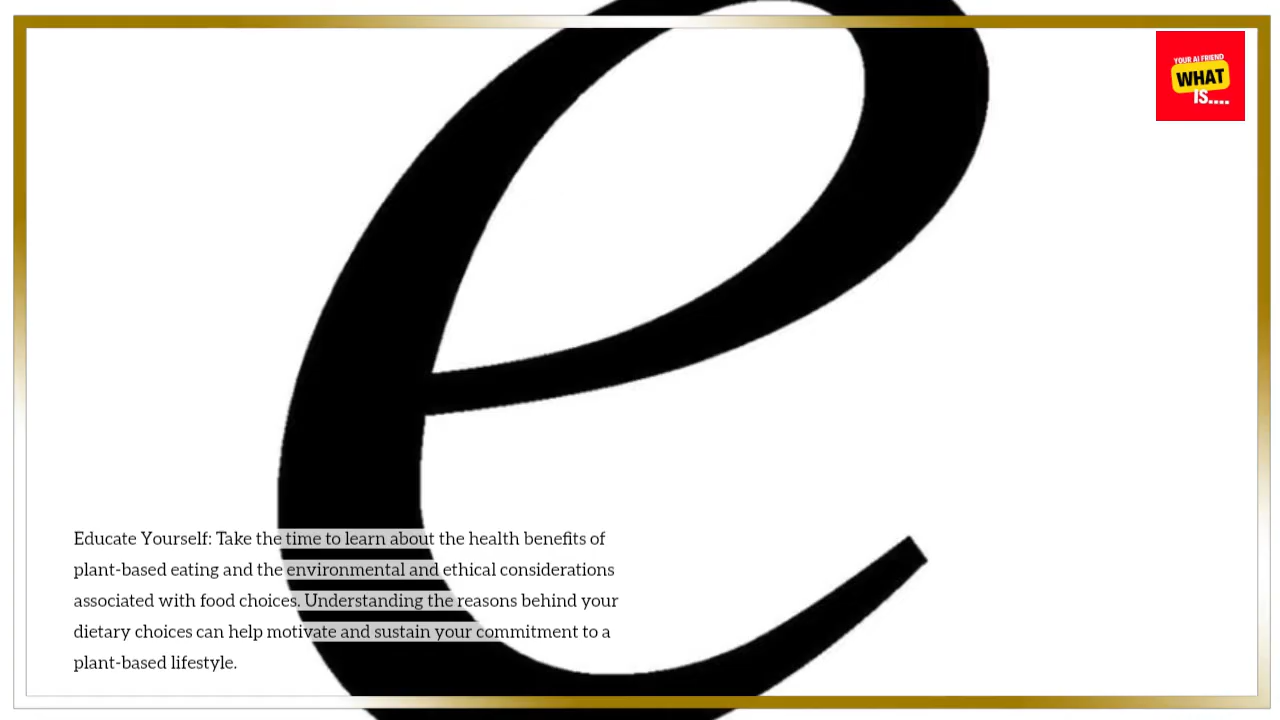 e
YOUR AI FRIEND
WHAT
IS....
Educate Yourself: Take the time to learn about the health benefits of
plant-based eating and the environmental and ethical considerations
associated with food choices. Understanding the reasons behind your
dietary choices can help motivate and sustain your commitment to a
plant-based lifestyle.